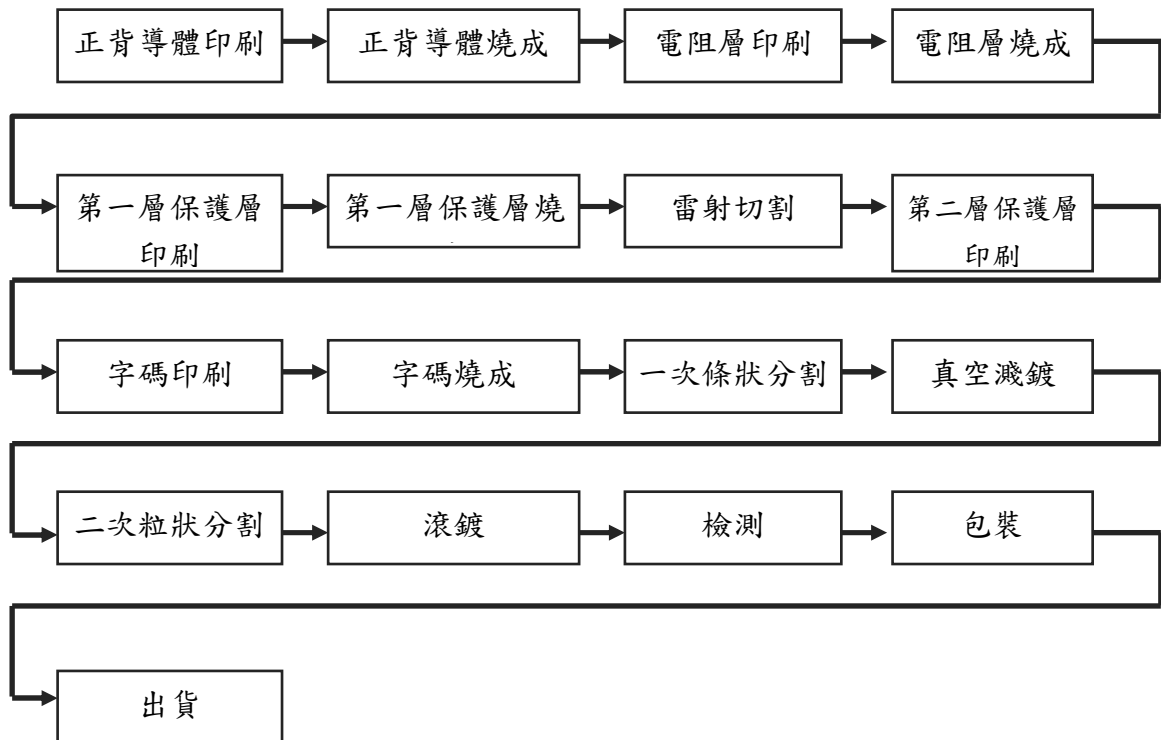 正背導體印刷
正背導體燒成
電阻層印刷
電阻層燒成
第一層保護層
印刷
第一層保護層燒
雷射切割
第二層保護層
印刷
字碼印刷
字碼燒成
一次條狀分割
真空濺鍍
二次粒狀分割
滾鍍
檢測
包裝
出貨